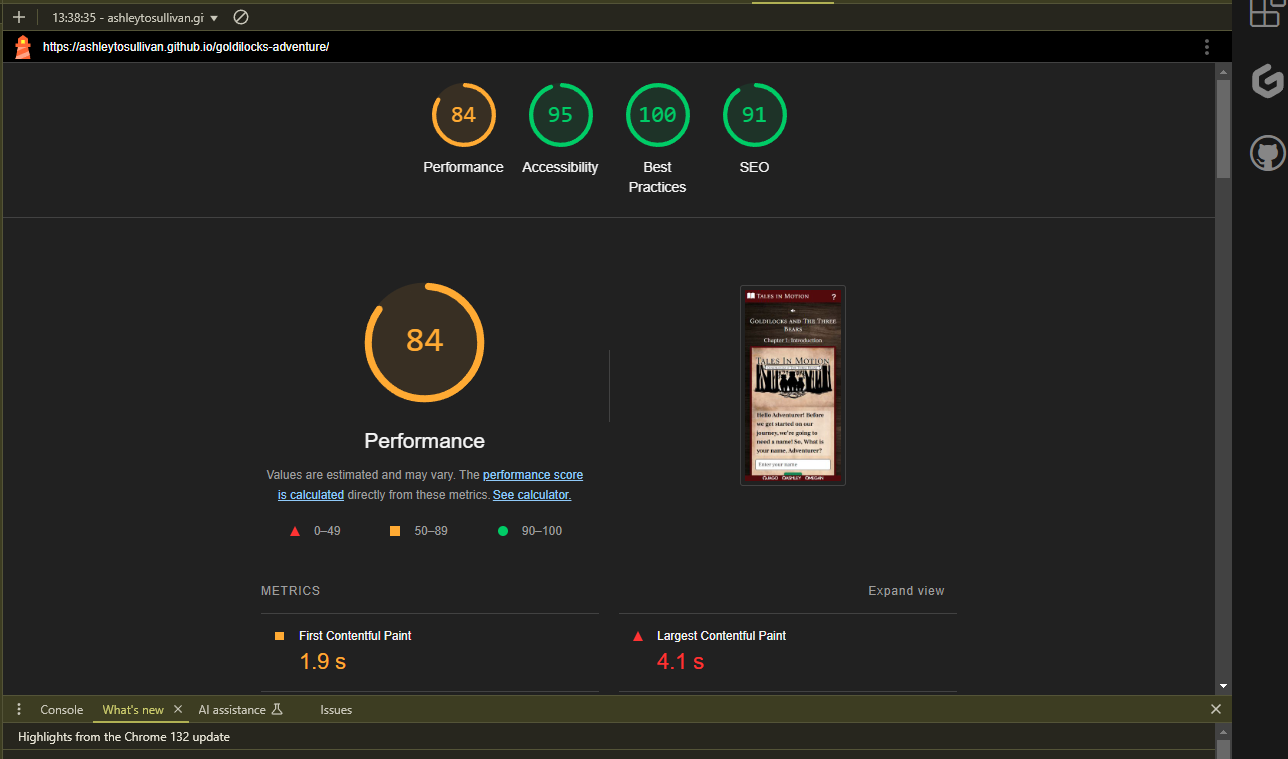 13:38:35 - ashleytosullivan.gi
https://ashleytosullivan.github.io/goldilocks-adventure/
84
95
100
91
Performance
Accessibility
Best
Practices
SEO
84
TALES IN MOTION
?
GOLDILOCKS AND THE THREE
BEARS
Chapter 1: Introduction
TALES IN MOTION
Hello Adventurer! Before
we get started on our
journey, we're going to
need a name! So, What is
your name, Adventurer?
Enter your name
Performance
Values are estimated and may vary. The performance score
is calculated directly from these metrics. See calculator.
0–49
50–89
90–100
METRICS
Expand view
First Contentful Paint
1.9 s
Largest Contentful Paint
4.1 s
Console
What's new
AI assistance
Issues
Highlights from the Chrome 132 update